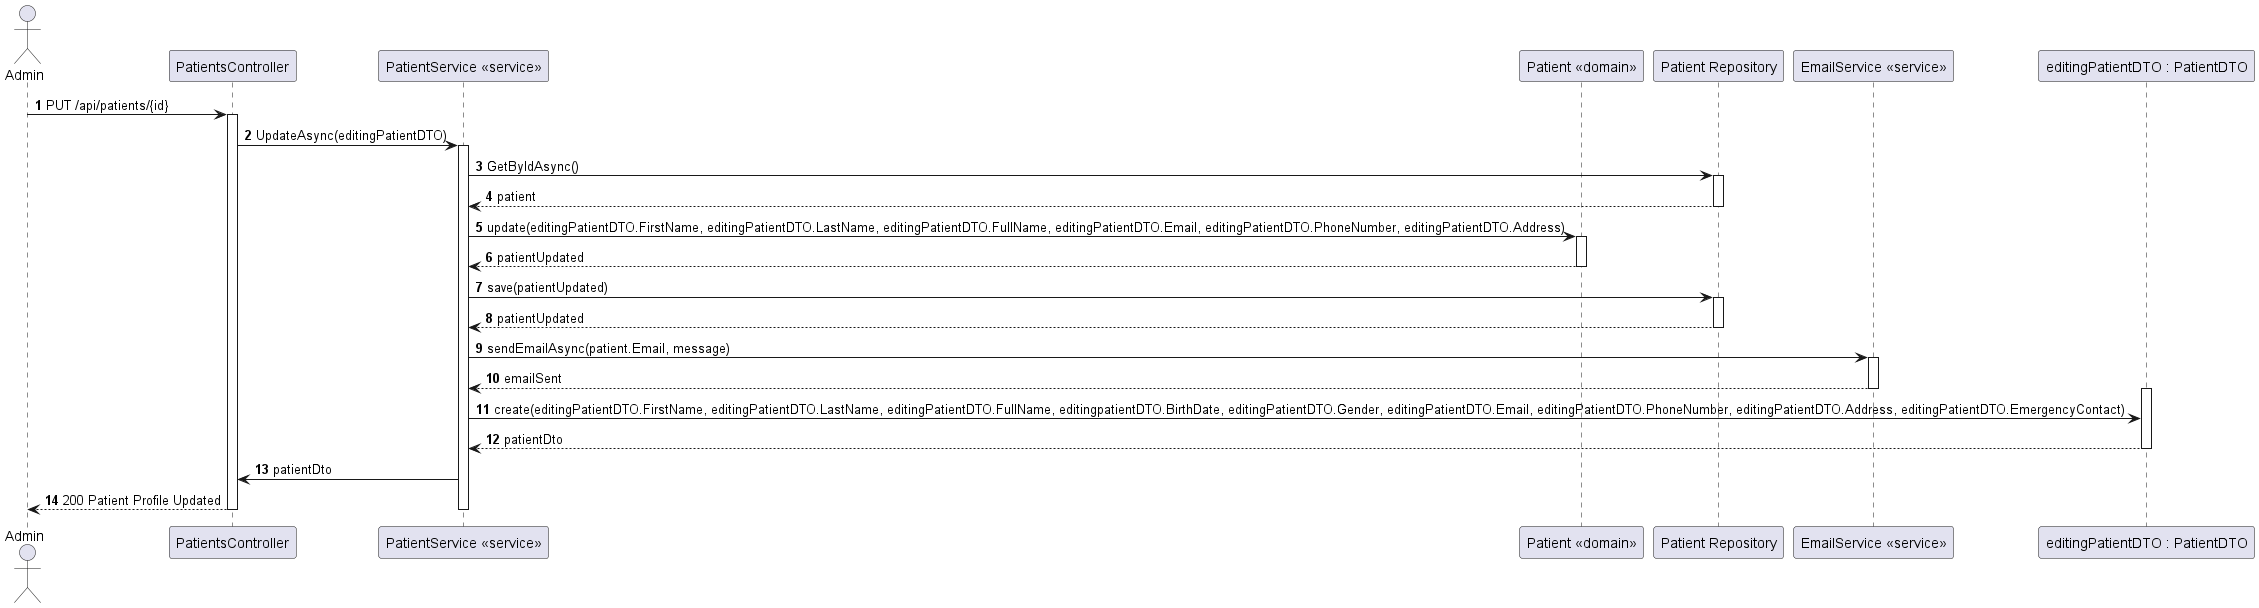 Admin
PatientsController
PatientService «service»
Patient «domain»
Patient Repository
EmailService «service»
editingPatientDTO : PatientDTO
1 PUT /api/patients/{id}
2 UpdateAsync(editingPatientDTO)
3 GetByIdAsync()
4 patient
5 update(editingPatientDTO.FirstName, editingPatientDTO.LastName, editingPatientDTO.FullName, editingPatientDTO.Email, editingPatientDTO.PhoneNumber, editingPatientDTO.Address)
6 patientUpdated
7 save(patientUpdated)
8 patientUpdated
9 sendEmailAsync(patient.Email, message)
10 emailSent
11 create(editingPatientDTO.FirstName, editingPatientDTO.LastName, editingPatientDTO.FullName, editingpatientDTO.BirthDate, editingPatientDTO.Gender, editingPatientDTO.Email, editingPatientDTO.PhoneNumber, editingPatientDTO.Address, editingPatientDTO.EmergencyContact)
12 patientDto
13 patientDto
14 200 Patient Profile Updated
Admin
PatientsController
PatientService «service»
Patient «domain»
Patient Repository
EmailService «service»
editingPatientDTO : PatientDTO